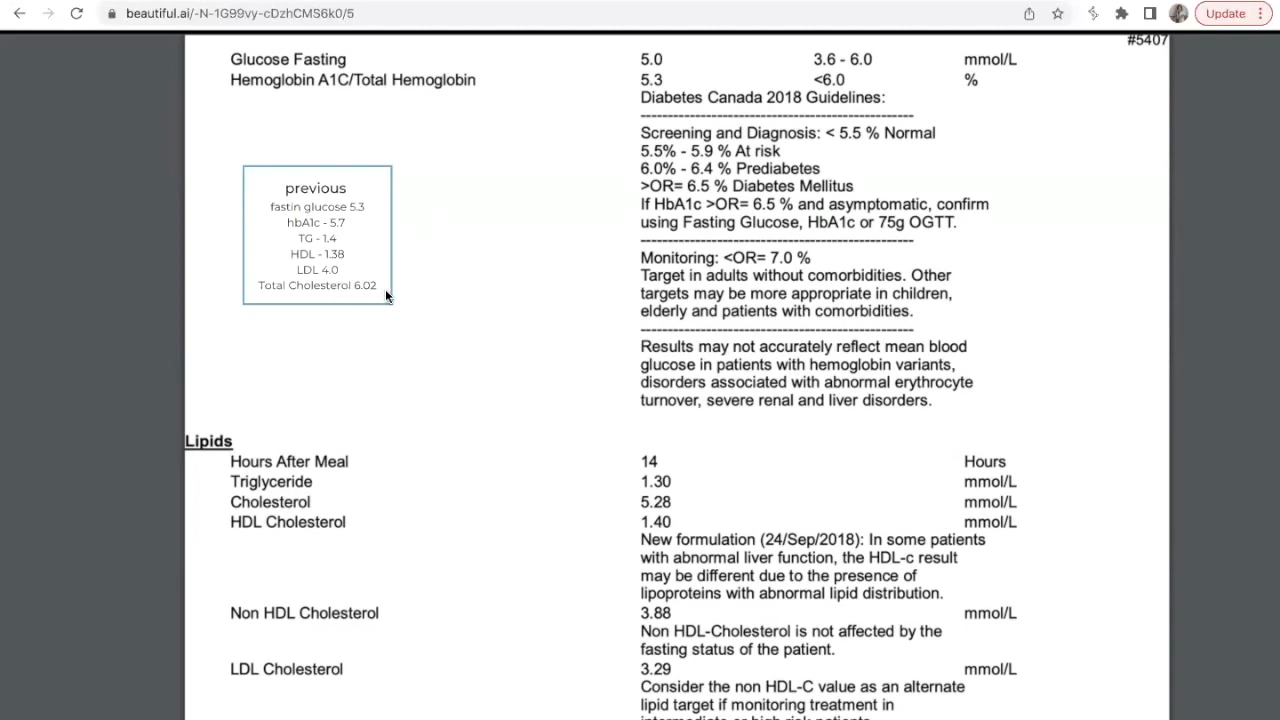 beautiful.ai/-N-1G99vy-cDzhCMS6k0/5
Update
#5407
Glucose Fasting 5.0 3.6 - 6.0 mmol/L
Hemoglobin A1C/Total Hemoglobin 5.3 <6.0 %
Diabetes Canada 2018 Guidelines:
----------------------------------------------------
Screening and Diagnosis: < 5.5 % Normal
5.5% - 5.9 % At risk
6.0% - 6.4 % Prediabetes
>OR= 6.5 % Diabetes Mellitus
If HbA1c >OR= 6.5 % and asymptomatic, confirm
using Fasting Glucose, HbA1c or 75g OGTT.
----------------------------------------------------
Monitoring: <OR= 7.0 %
Target in adults without comorbidities. Other
targets may be more appropriate in children,
elderly and patients with comorbidities.
----------------------------------------------------
Results may not accurately reflect mean blood
glucose in patients with hemoglobin variants,
disorders associated with abnormal erythrocyte
turnover, severe renal and liver disorders.
previous
fastin glucose 5.3
hbA1c - 5.7
TG - 1.4
HDL - 1.38
LDL 4.0
Total Cholesterol 6.02
Lipids
Hours After Meal 14 Hours
Triglyceride 1.30 mmol/L
Cholesterol 5.28 mmol/L
HDL Cholesterol 1.40 mmol/L
New formulation (24/Sep/2018): In some patients
with abnormal liver function, the HDL-c result
may be different due to the presence of
lipoproteins with abnormal lipid distribution.
Non HDL Cholesterol 3.88 mmol/L
Non HDL-Cholesterol is not affected by the
fasting status of the patient.
LDL Cholesterol 3.29 mmol/L
Consider the non HDL-C value as an alternate
lipid target if monitoring treatment in
intermediate or high risk patients